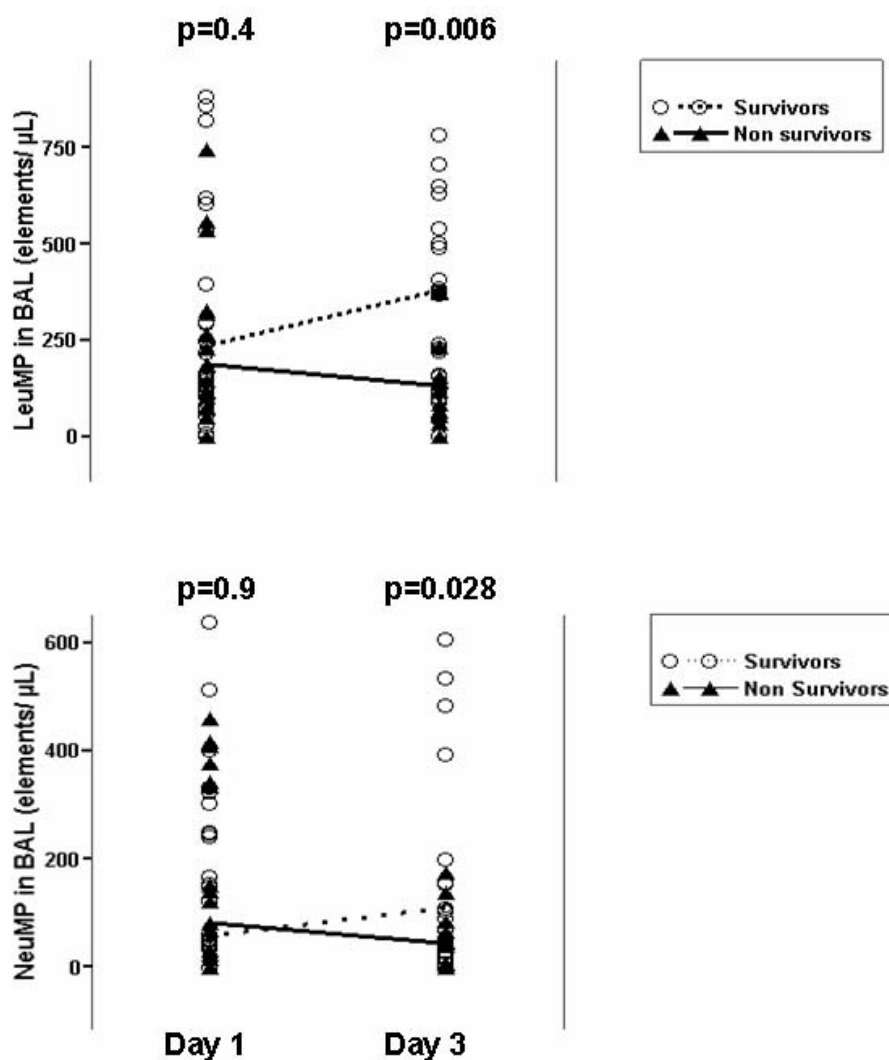 p=0.4 p=0.006
Survivors
Non survivors
LeuMP in BAL (elements/ µL)
750
500
250
0
p=0.9 p=0.028
Survivors
Non Survivors
NeuMP in BAL (elements/ µL)
600
400
200
0
Day 1 Day 3